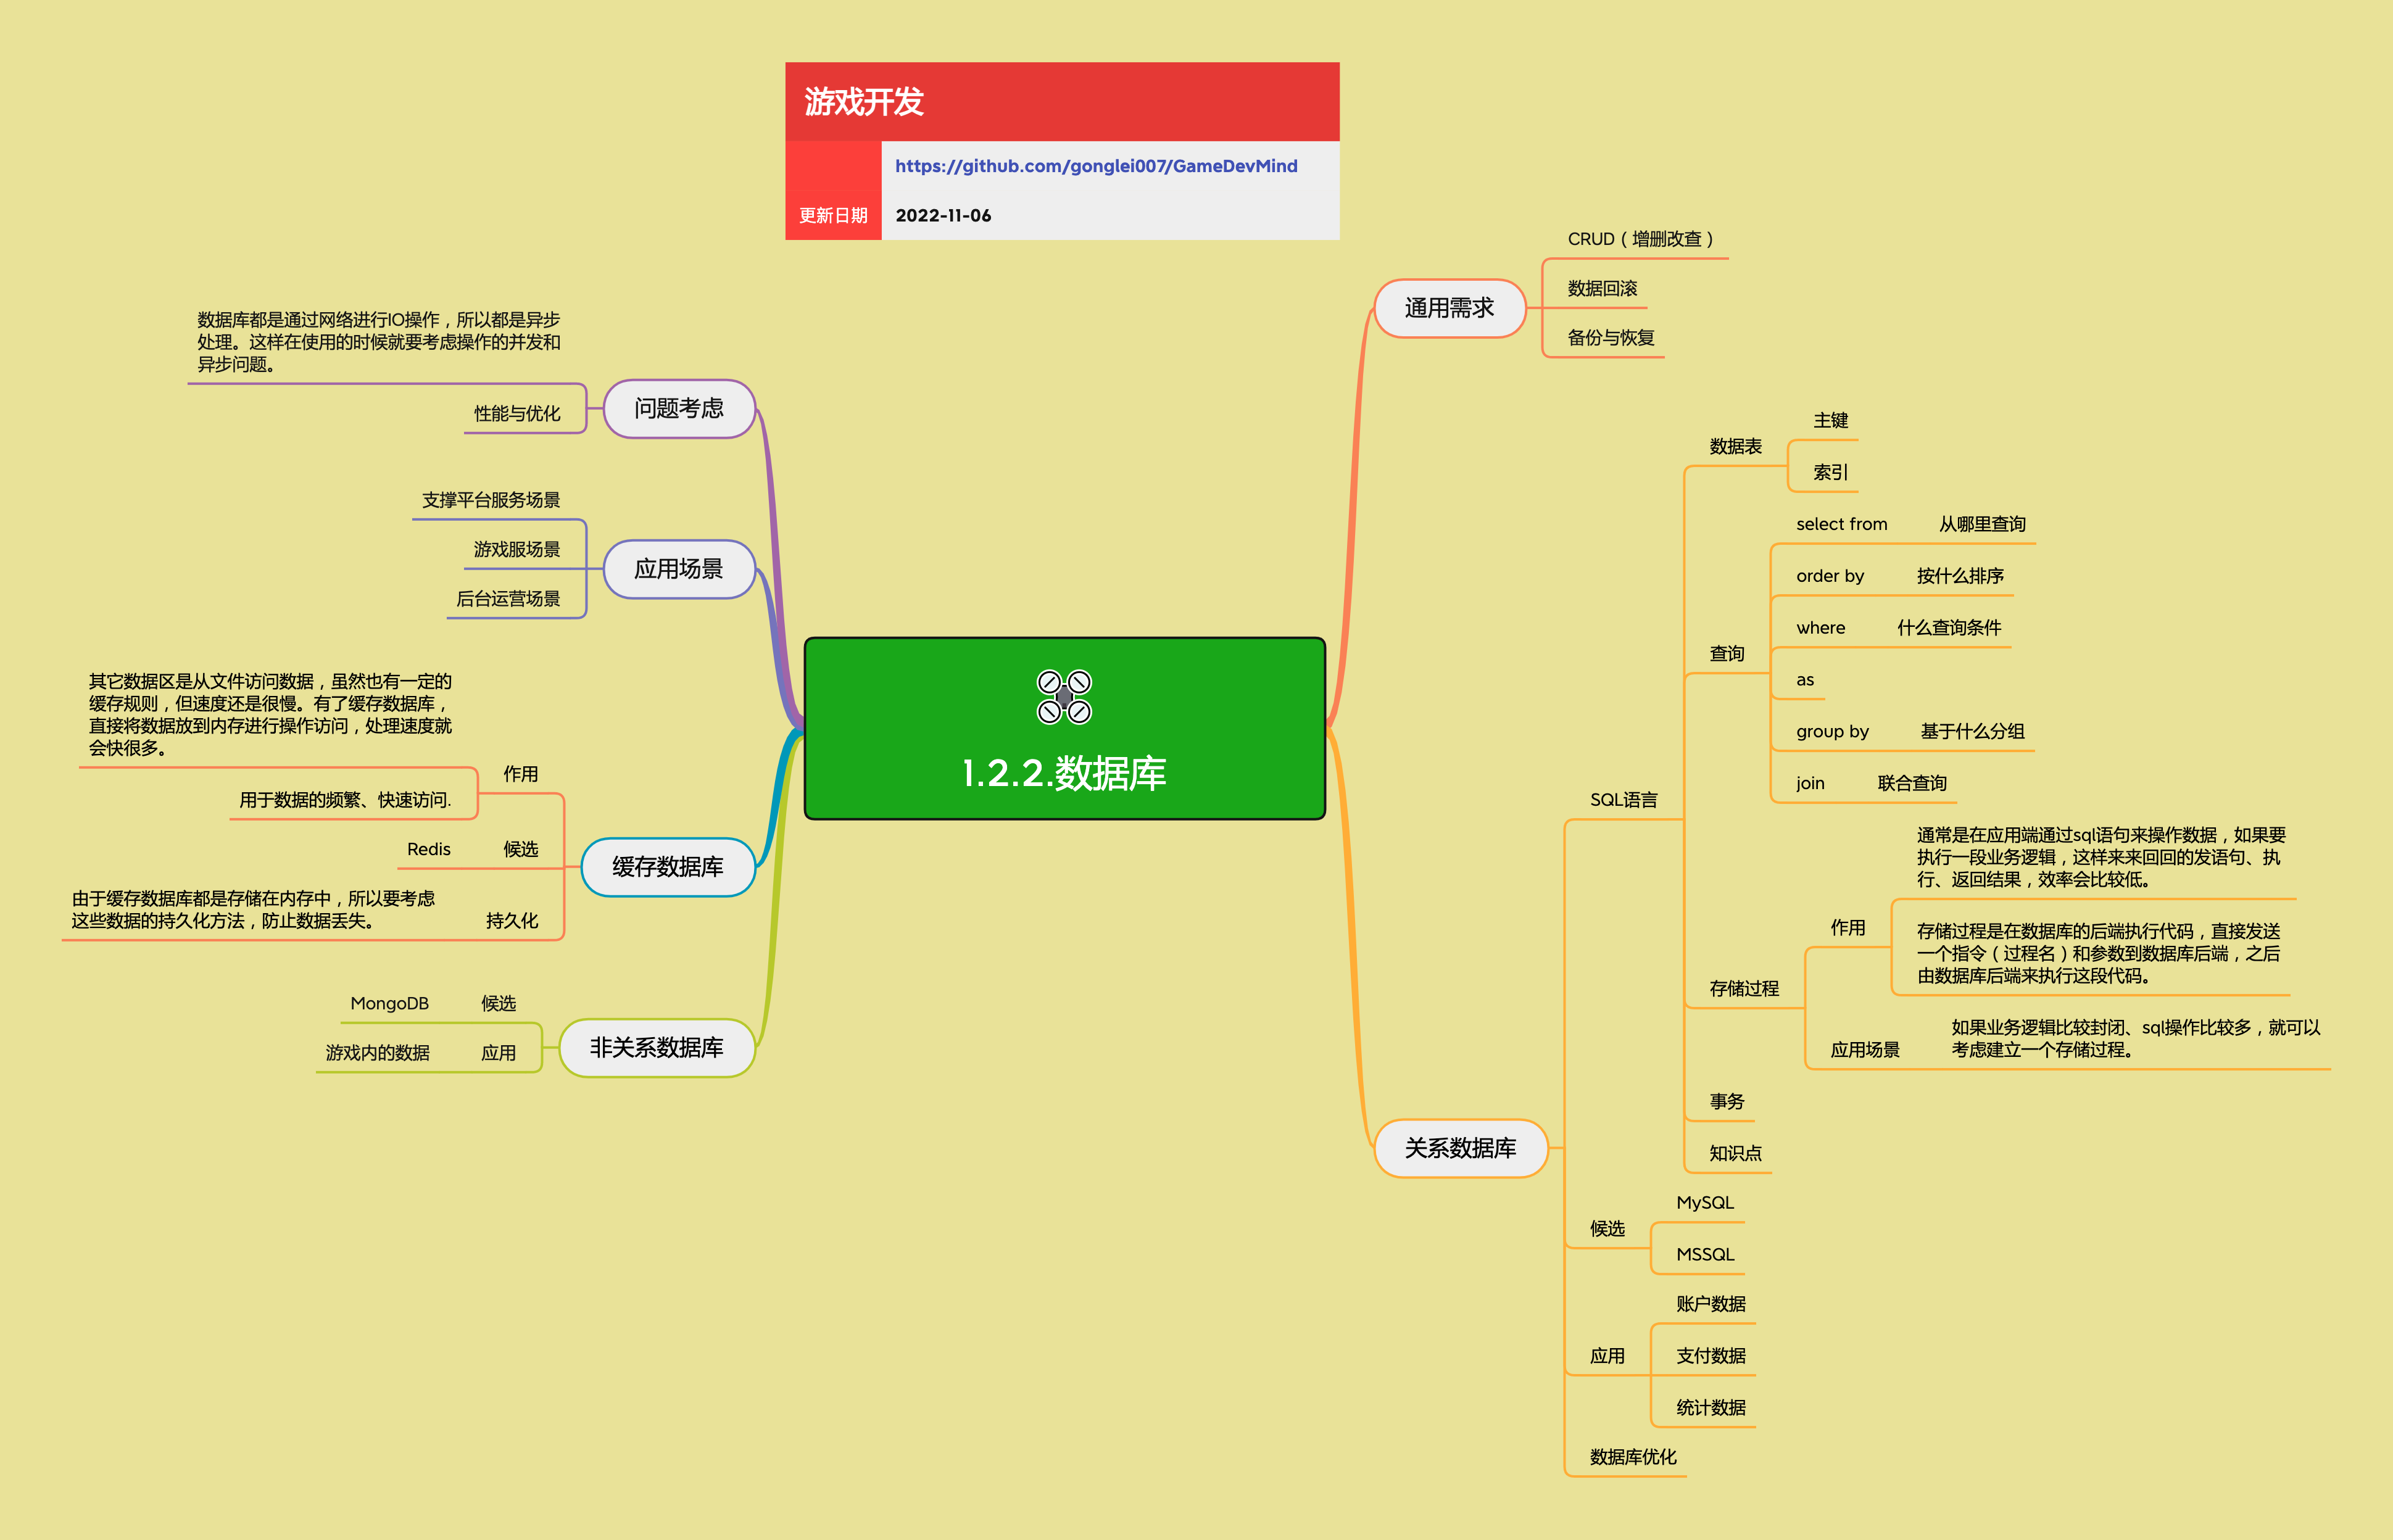 游戏开发
https://github.com/gonglei007/GameDevMind
更新日期 2022-11-06
1.2.2.数据库
通用需求
CRUD（增删改查）
数据回滚
备份与恢复
关系数据库
SQL语言
数据表
主键
索引
查询
select from 从哪里查询
order by 按什么排序
where 什么查询条件
as
group by 基于什么分组
join 联合查询
存储过程
作用
通常是在应用端通过sql语句来操作数据，如果要
执行一段业务逻辑，这样来来回回的发语句、执
行、返回结果，效率会比较低。
存储过程是在数据库的后端执行代码，直接发送
一个指令（过程名）和参数到数据库后端，之后
由数据库后端来执行这段代码。
应用场景
如果业务逻辑比较封闭、sql操作比较多，就可以
考虑建立一个存储过程。
事务
知识点
候选
MySQL
MSSQL
应用
账户数据
支付数据
统计数据
数据库优化
问题考虑
数据库都是通过网络进行IO操作，所以都是异步
处理。这样在使用的时候就要考虑操作的并发和
异步问题。
性能与优化
应用场景
支撑平台服务场景
游戏服场景
后台运营场景
缓存数据库
作用
其它数据区是从文件访问数据，虽然也有一定的
缓存规则，但速度还是很慢。有了缓存数据库，
直接将数据放到内存进行操作访问，处理速度就
会快很多。
用于数据的频繁、快速访问.
候选
Redis
持久化
由于缓存数据库都是存储在内存中，所以要考虑
这些数据的持久化方法，防止数据丢失。
非关系数据库
候选
MongoDB
应用
游戏内的数据